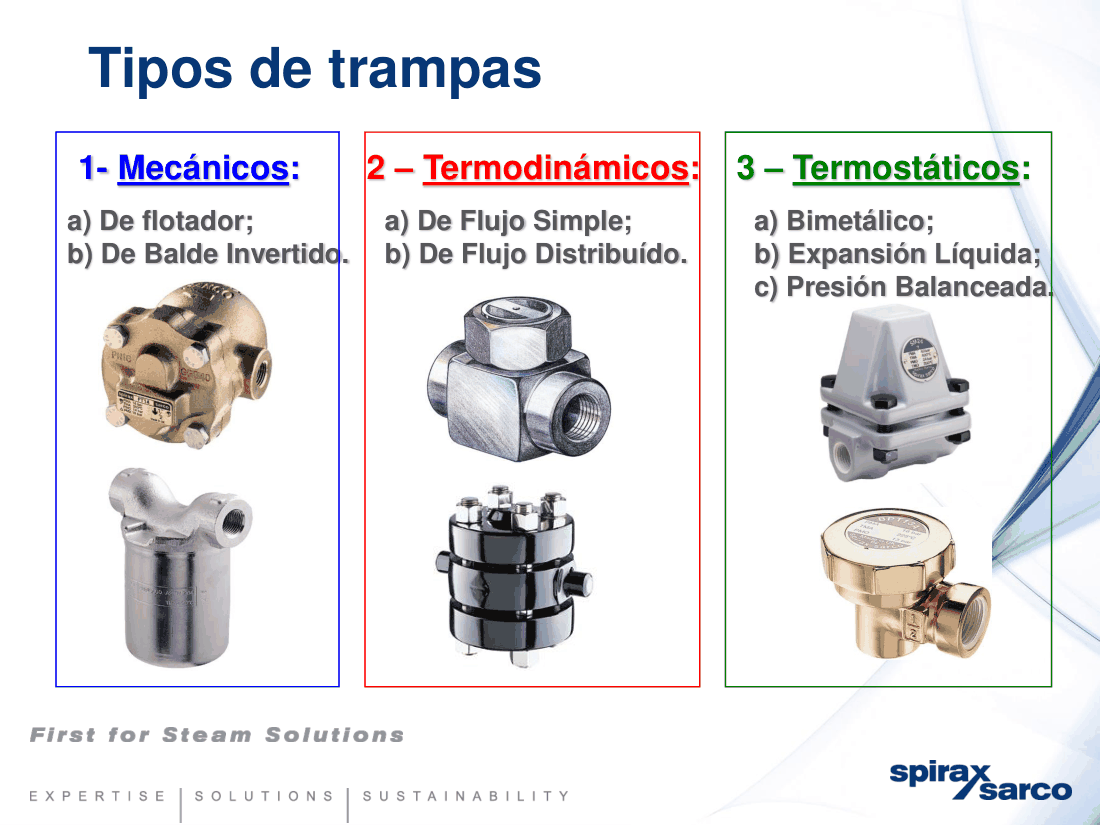 Tipos de trampas
1- Mecánicos:
a) De flotador;
b) De Balde Invertido.
2 – Termodinámicos:
a) De Flujo Simple;
b) De Flujo Distribuído.
3 – Termostáticos:
a) Bimetálico;
b) Expansión Líquida;
c) Presión Balanceada.
PN16
First for Steam Solutions
EXPERTISE
SOLUTIONS
SUSTAINABILITY
spirax
sarco